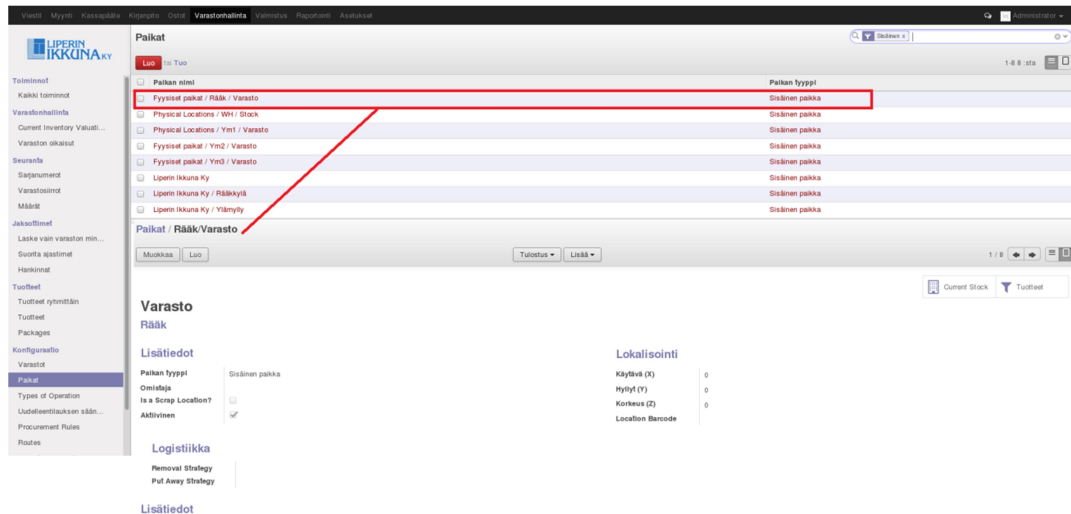 Viestit Myynti Kassapääte Kirjanpito Ostot Varastonhallinta Valmistus Raportointi Asetukset Administrator
LIPERIN
IKKUNA KY
Paikat
Sisäinen x
Luo tai Tuo
1-8 8 :sta
Toiminnot
Kaikki toiminnot
Varastonhallinta
Current Inventory Valuati...
Varaston oikaisut
Seuranta
Sarjanumerot
Varastosiirrot
Määrät
Jaksottimet
Laske vain varaston min...
Suorita ajastimet
Hankinnat
Tuotteet
Tuotteet ryhmittäin
Tuotteet
Packages
Konfiguraatio
Varastot
Paikat
Types of Operation
Uudelleentilauksen sään...
Procurement Rules
Routes
Paikan nimi Paikan tyyppi
Fyysiset paikat / Rääk / Varasto Sisäinen paikka
Physical Locations / WH / Stock Sisäinen paikka
Physical Locations / Ym1 / Varasto Sisäinen paikka
Fyysiset paikat / Ym2 / Varasto Sisäinen paikka
Fyysiset paikat / Ym3 / Varasto Sisäinen paikka
Liperin Ikkuna Ky Sisäinen paikka
Liperin Ikkuna Ky / Rääkkylä Sisäinen paikka
Liperin Ikkuna Ky / Ylämylly Sisäinen paikka
Paikat / Rääk/Varasto
Muokkaa Luo Tulostus Lisää 1 / 8
Current Stock Tuotteet
Varasto
Rääk
Lisätiedot
Paikan tyyppi Sisäinen paikka
Omistaja
Is a Scrap Location?
Aktiivinen
Lokalisointi
Käytävä (X) 0
Hyllyt (Y) 0
Korkeus (Z) 0
Location Barcode
Logistiikka
Removal Strategy
Put Away Strategy
Lisätiedot